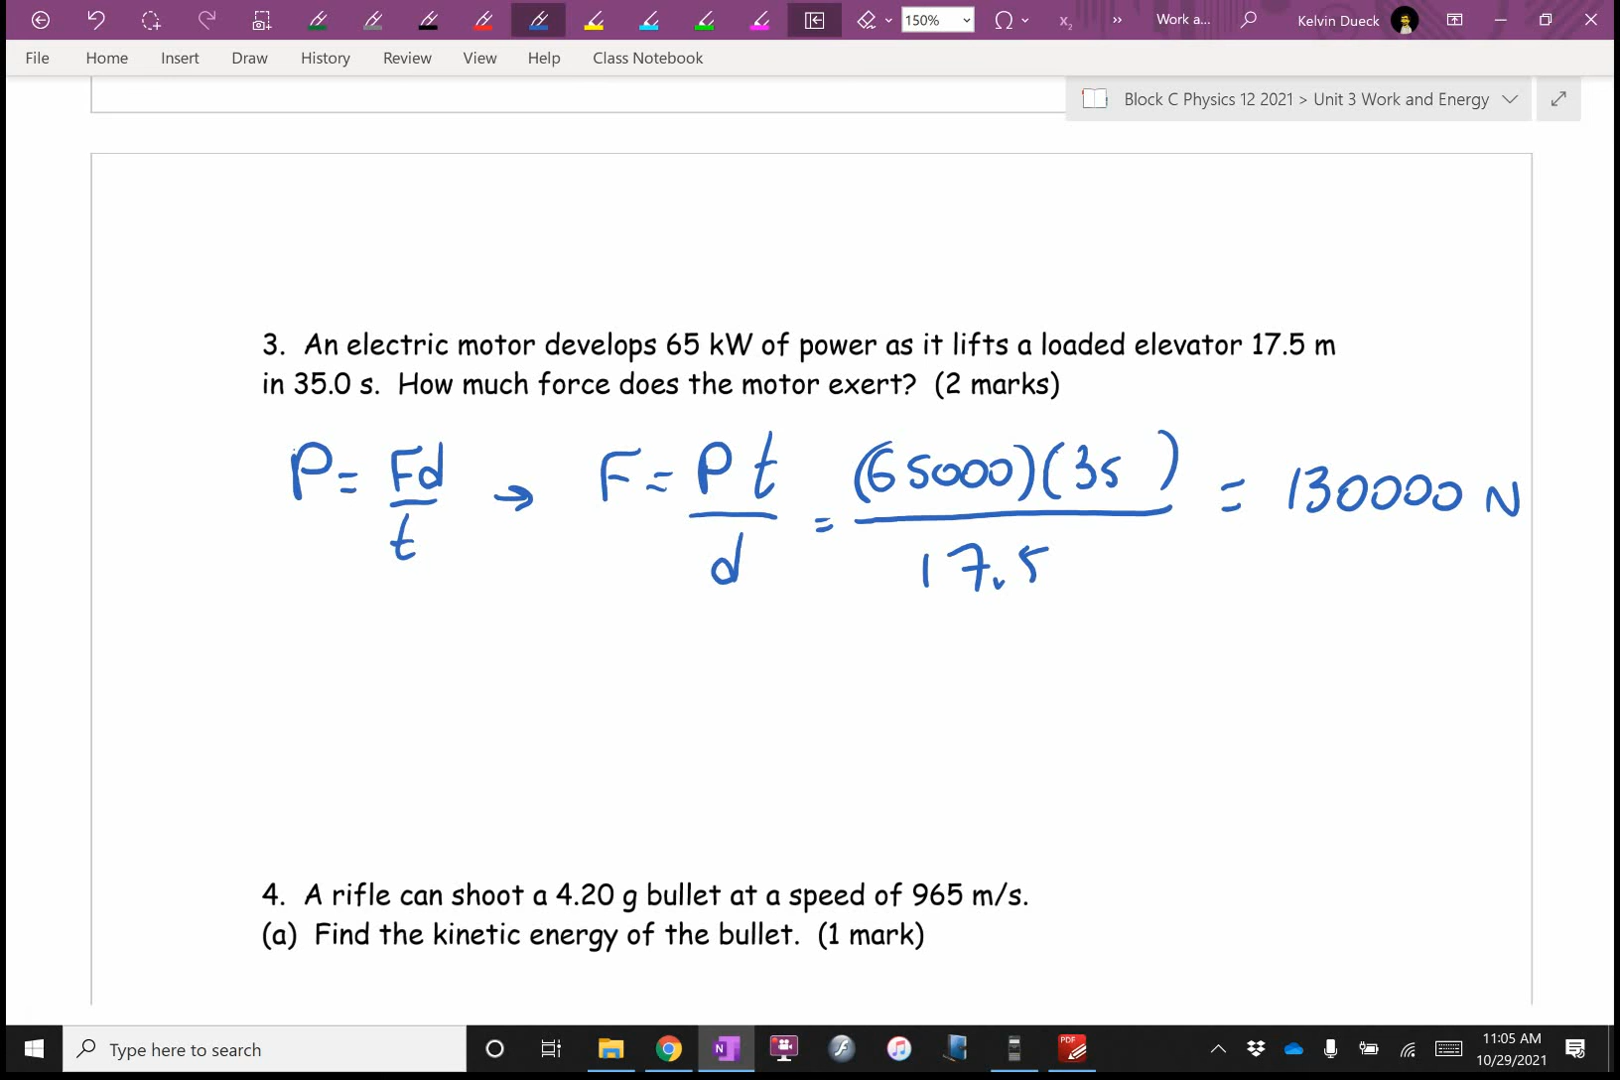 150%
Work a...
Kelvin Dueck
File Home Insert Draw History Review View Help Class Notebook
Block C Physics 12 2021 > Unit 3 Work and Energy
3. An electric motor develops 65 kW of power as it lifts a loaded elevator 17.5 m
in 35.0 s. How much force does the motor exert? (2 marks)
P = Fd/t → F = Pt/d = (65000)(35)/17.5 = 130000 N
4. A rifle can shoot a 4.20 g bullet at a speed of 965 m/s.
(a) Find the kinetic energy of the bullet. (1 mark)
Type here to search
PDF
11:05 AM
10/29/2021